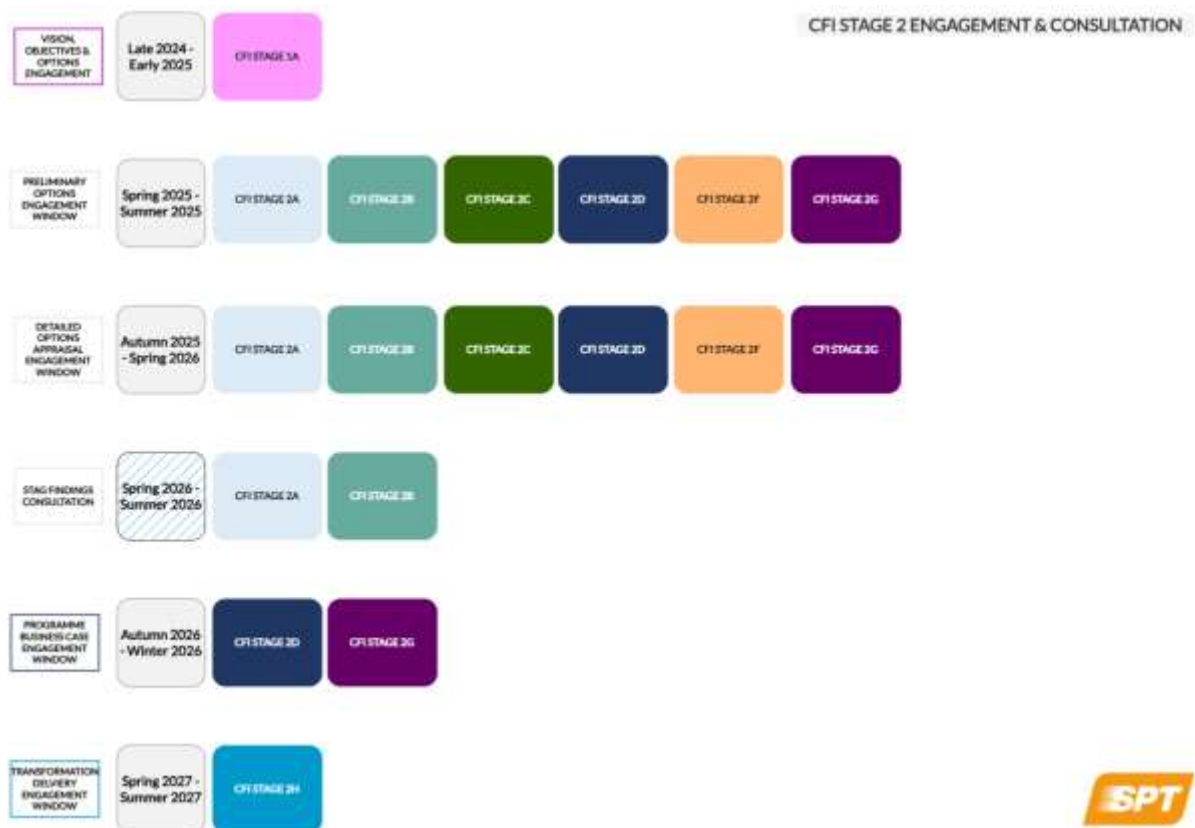 CFI STAGE 2 ENGAGEMENT & CONSULTATION
VISION,
OBJECTIVES &
OPTIONS
ENGAGEMENT
Late 2024 -
Early 2025
CFI STAGE 1A
PRELIMINARY
OPTIONS
ENGAGEMENT
WINDOW
Spring 2025 -
Summer 2025
CFI STAGE 2A
CFI STAGE 2B
CFI STAGE 2C
CFI STAGE 2D
CFI STAGE 2F
CFI STAGE 2G
DETAILED
OPTIONS
APPRAISAL
ENGAGEMENT
WINDOW
Autumn 2025
- Spring 2026
CFI STAGE 2A
CFI STAGE 2B
CFI STAGE 2C
CFI STAGE 2D
CFI STAGE 2F
CFI STAGE 2G
STAG FINDINGS
CONSULTATION
Spring 2026 -
Summer 2026
CFI STAGE 2A
CFI STAGE 2B
PROGRAMME
BUSINESS CASE
ENGAGEMENT
WINDOW
Autumn 2026
- Winter 2026
CFI STAGE 2D
CFI STAGE 2G
TRANSFORMATION
DELVIERY
ENGAGEMENT
WINDOW
Spring 2027 -
Summer 2027
CFI STAGE 2H
SPT